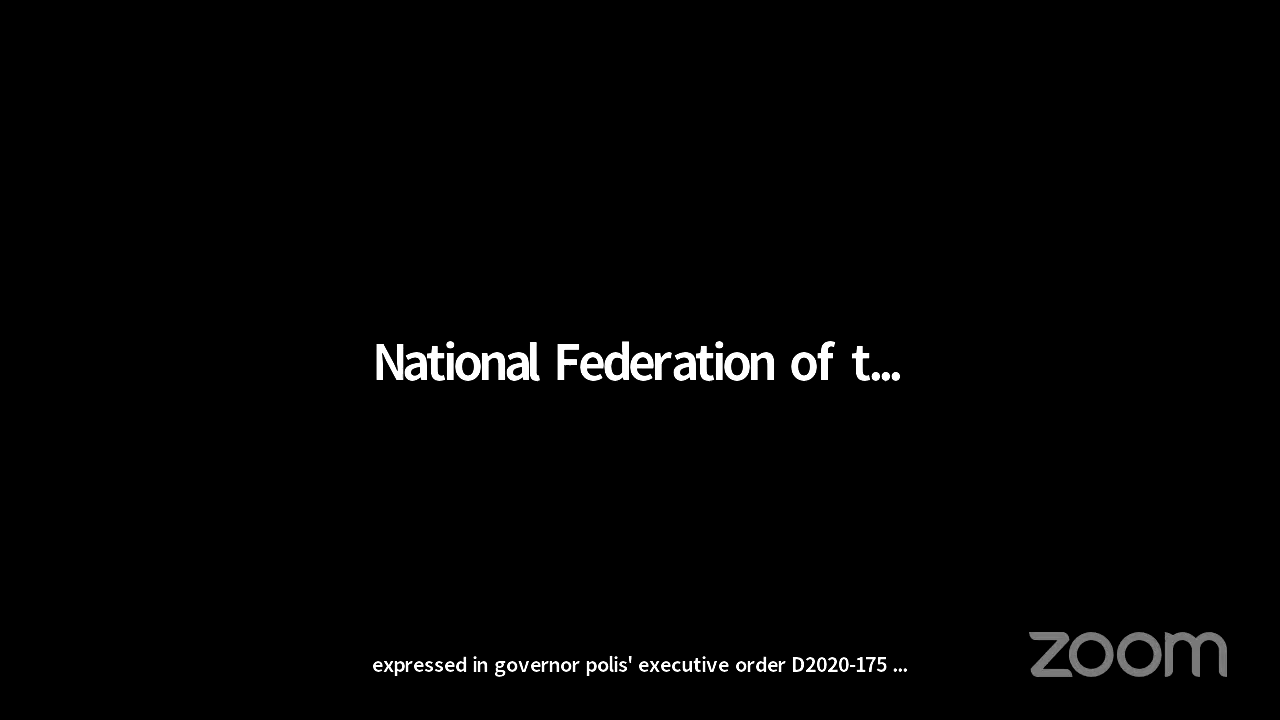 National Federation of t...
expressed in governor polis' executive order D2020-175 ...
zoom